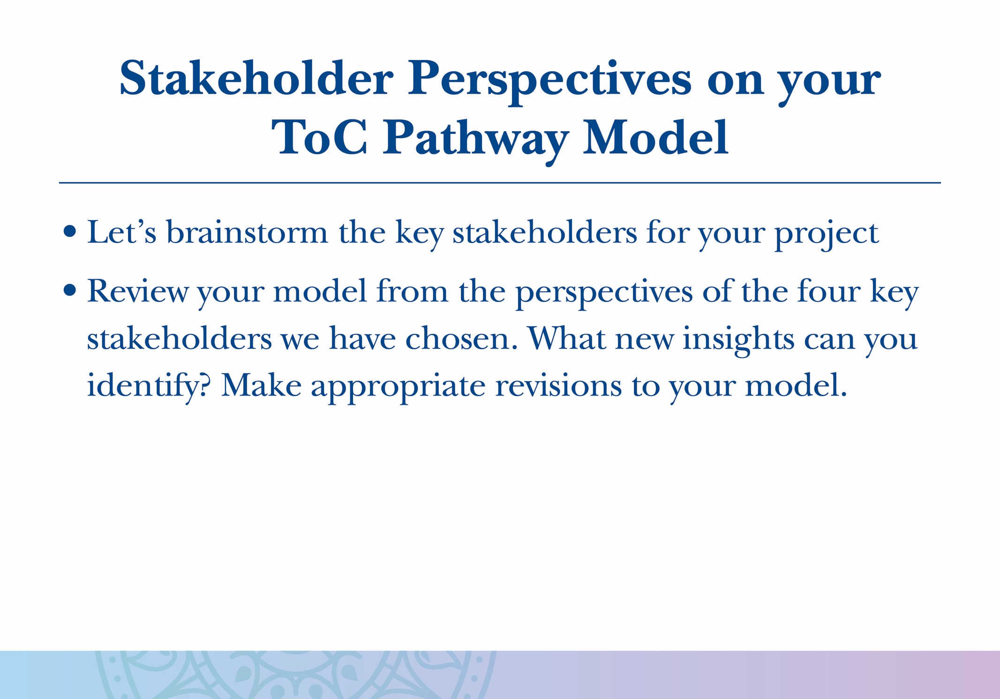 Stakeholder Perspectives on your
ToC Pathway Model
• Let’s brainstorm the key stakeholders for your project
• Review your model from the perspectives of the four key
stakeholders we have chosen. What new insights can you
identify? Make appropriate revisions to your model.